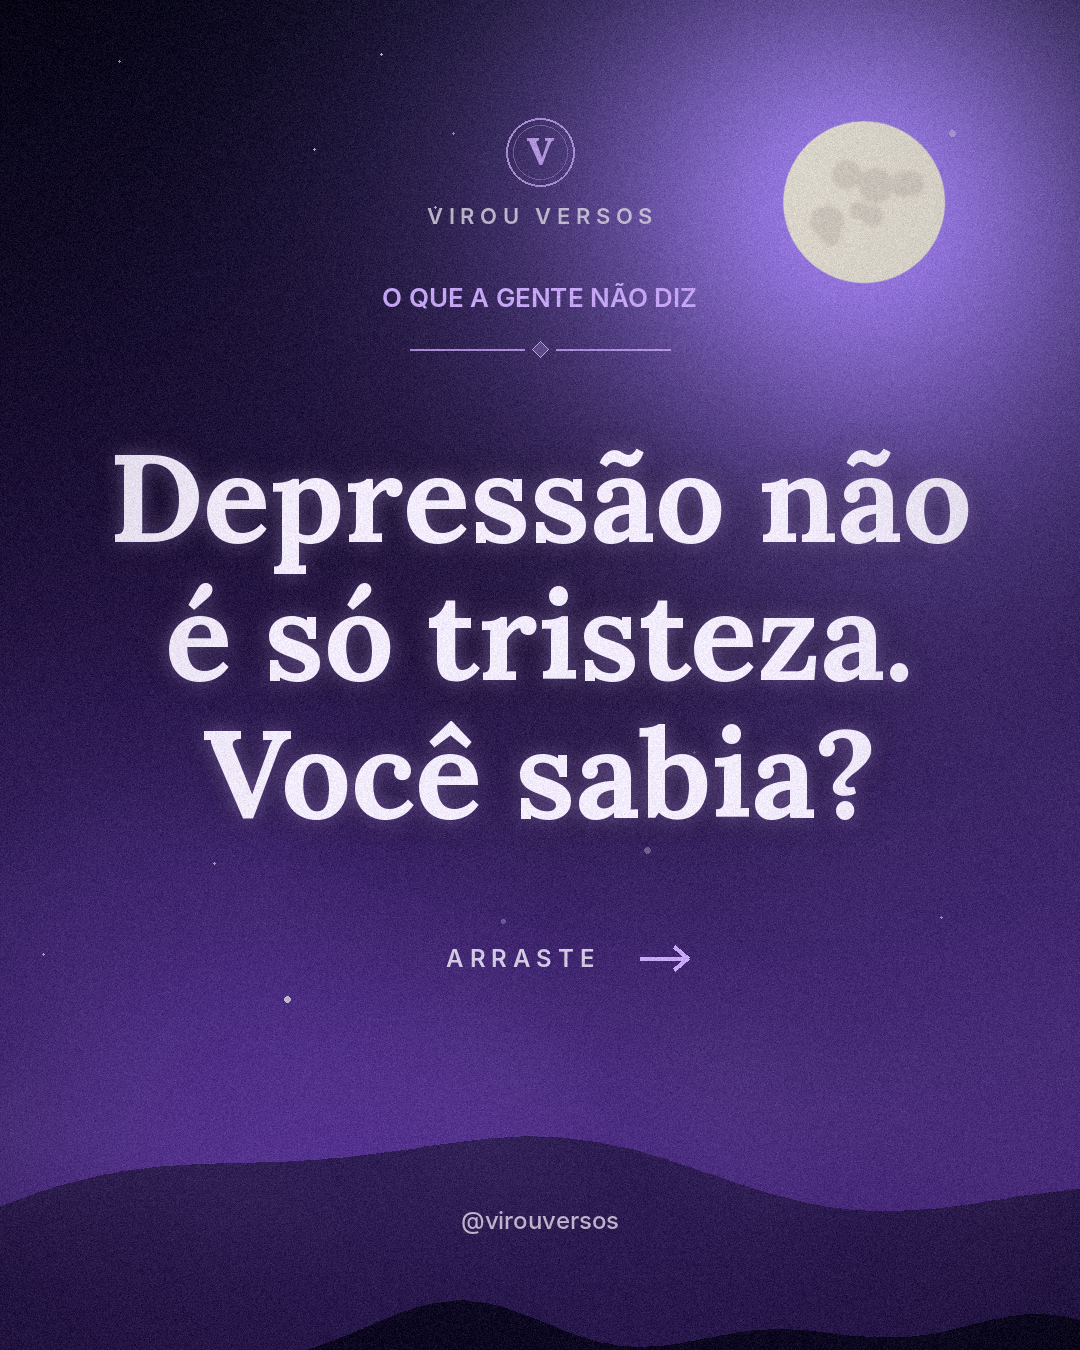 V
VIROU VERSOS
O QUE A GENTE NÃO DIZ
Depressão não
é só tristeza.
Você sabia?
ARRASTE →
@virouversos